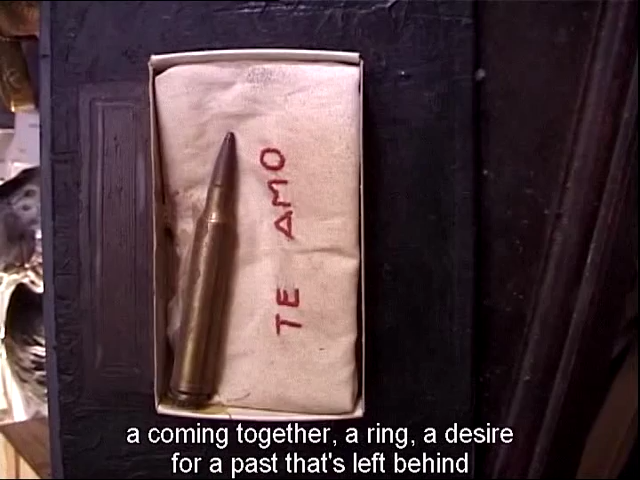 TE AMO
a coming together, a ring, a desire
for a past that's left behind